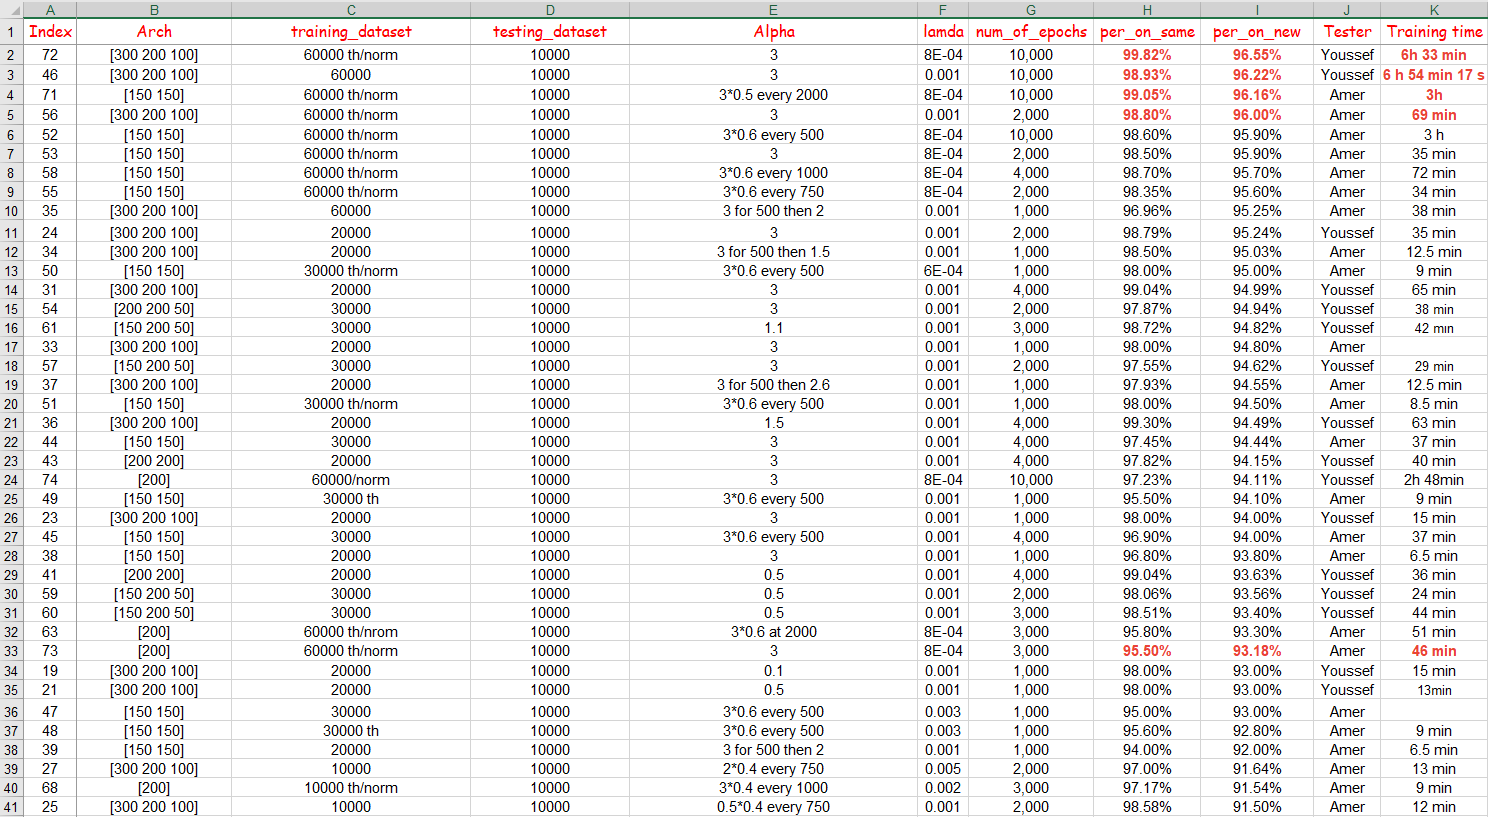 A B C D E F G H I J K
1 Index Arch training_dataset testing_dataset Alpha lamda num_of_epochs per_on_same per_on_new Tester Training time
2 72 [300 200 100] 60000 th/norm 10000 3 8E-04 10,000 99.82% 96.55% Youssef 6h 33 min
3 46 [300 200 100] 60000 10000 3 0.001 10,000 98.93% 96.22% Youssef 6 h 54 min 17 s
4 71 [150 150] 60000 th/norm 10000 3*0.5 every 2000 8E-04 10,000 99.05% 96.16% Amer 3h
5 56 [300 200 100] 60000 th/norm 10000 3 0.001 2,000 98.80% 96.00% Amer 69 min
6 52 [150 150] 60000 th/norm 10000 3*0.6 every 500 8E-04 10,000 98.60% 95.90% Amer 3 h
7 53 [150 150] 60000 th/norm 10000 3 8E-04 2,000 98.50% 95.90% Amer 35 min
8 58 [150 150] 60000 th/norm 10000 3*0.6 every 1000 8E-04 4,000 98.70% 95.70% Amer 72 min
9 55 [150 150] 60000 th/norm 10000 3*0.6 every 750 8E-04 2,000 98.35% 95.60% Amer 34 min
10 35 [300 200 100] 60000 10000 3 for 500 then 2 0.001 1,000 96.96% 95.25% Amer 38 min
11 24 [300 200 100] 20000 10000 3 0.001 2,000 98.79% 95.24% Youssef 35 min
12 34 [300 200 100] 20000 10000 3 for 500 then 1.5 0.001 1,000 98.50% 95.03% Amer 12.5 min
13 50 [150 150] 30000 th/norm 10000 3*0.6 every 500 6E-04 1,000 98.00% 95.00% Amer 9 min
14 31 [300 200 100] 20000 10000 3 0.001 4,000 99.04% 94.99% Youssef 65 min
15 54 [200 200 50] 30000 10000 3 0.001 2,000 97.87% 94.94% Youssef 38 min
16 61 [150 200 50] 30000 10000 1.1 0.001 3,000 98.72% 94.82% Youssef 42 min
17 33 [300 200 100] 20000 10000 3 0.001 1,000 98.00% 94.80% Amer
18 57 [150 200 50] 30000 10000 3 0.001 2,000 97.55% 94.62% Youssef 29 min
19 37 [300 200 100] 20000 10000 3 for 500 then 2.6 0.001 1,000 97.93% 94.55% Amer 12.5 min
20 51 [150 150] 30000 th/norm 10000 3*0.6 every 500 0.001 1,000 98.00% 94.50% Amer 8.5 min
21 36 [300 200 100] 20000 10000 1.5 0.001 4,000 99.30% 94.49% Youssef 63 min
22 44 [150 150] 30000 10000 3 0.001 4,000 97.45% 94.44% Amer 37 min
23 43 [200 200] 20000 10000 3 0.001 4,000 97.82% 94.15% Youssef 40 min
24 74 [200] 60000/norm 10000 3 8E-04 10,000 97.23% 94.11% Youssef 2h 48min
25 49 [150 150] 30000 th 10000 3*0.6 every 500 0.001 1,000 95.50% 94.10% Amer 9 min
26 23 [300 200 100] 20000 10000 3 0.001 1,000 98.00% 94.00% Youssef 15 min
27 45 [150 150] 30000 10000 3*0.6 every 500 0.001 4,000 96.90% 94.00% Amer 37 min
28 38 [150 150] 20000 10000 3 0.001 1,000 96.80% 93.80% Amer 6.5 min
29 41 [200 200] 20000 10000 0.5 0.001 4,000 99.04% 93.63% Youssef 36 min
30 59 [150 200 50] 30000 10000 0.5 0.001 2,000 98.06% 93.56% Youssef 24 min
31 60 [150 200 50] 30000 10000 0.5 0.001 3,000 98.51% 93.40% Youssef 44 min
32 63 [200] 60000 th/nrom 10000 3*0.6 at 2000 8E-04 3,000 95.80% 93.30% Amer 51 min
33 73 [200] 60000 th/norm 10000 3 8E-04 3,000 95.50% 93.18% Amer 46 min
34 19 [300 200 100] 20000 10000 0.1 0.001 1,000 98.00% 93.00% Youssef 15 min
35 21 [300 200 100] 20000 10000 0.5 0.001 1,000 98.00% 93.00% Youssef 13min
36 47 [150 150] 30000 10000 3*0.6 every 500 0.003 1,000 95.00% 93.00% Amer
37 48 [150 150] 30000 th 10000 3*0.6 every 500 0.003 1,000 95.60% 92.80% Amer 9 min
38 39 [150 150] 20000 10000 3 for 500 then 2 0.001 1,000 94.00% 92.00% Amer 6.5 min
39 27 [300 200 100] 10000 10000 2*0.4 every 750 0.005 2,000 97.00% 91.64% Amer 13 min
40 68 [200] 10000 th/norm 10000 3*0.4 every 1000 0.002 3,000 97.17% 91.54% Amer 9 min
41 25 [300 200 100] 10000 10000 0.5*0.4 every 750 0.001 2,000 98.58% 91.50% Amer 12 min